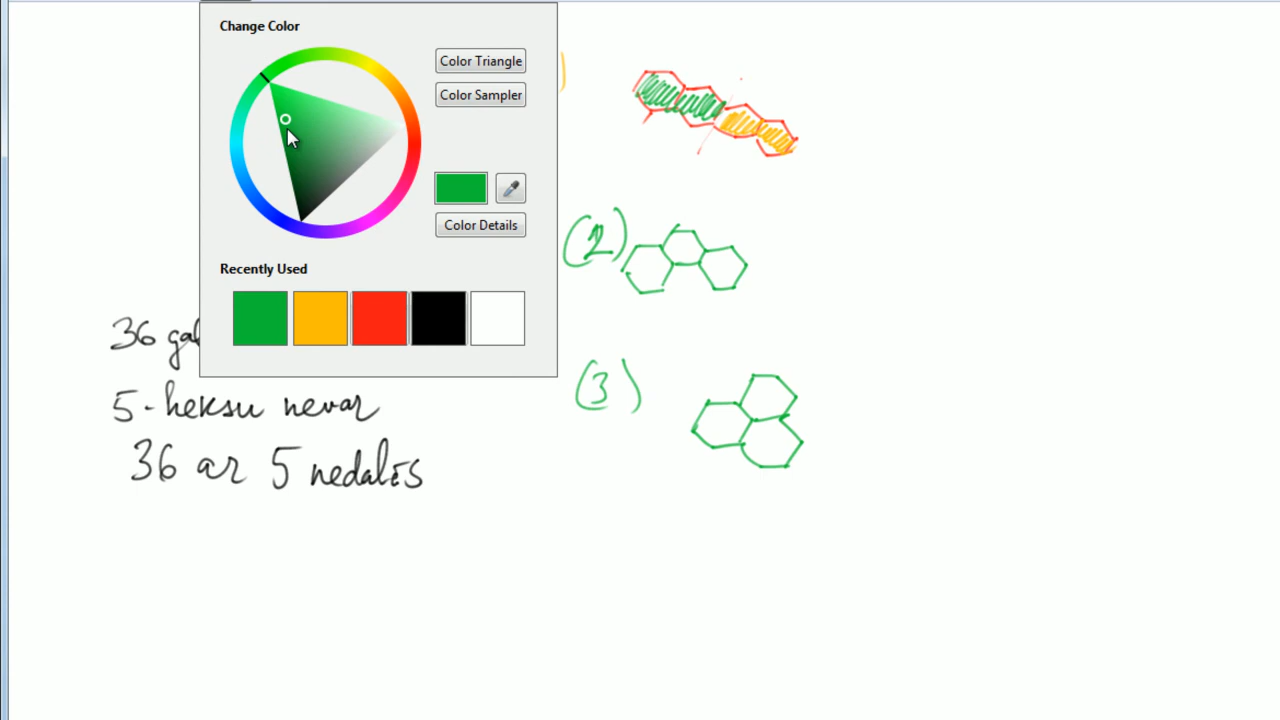 Change Color
Color Triangle
Color Sampler
)
Color Details
(2)
Recently Used
36
(3)
5-heksu nevar
36 ar 5 nedalās